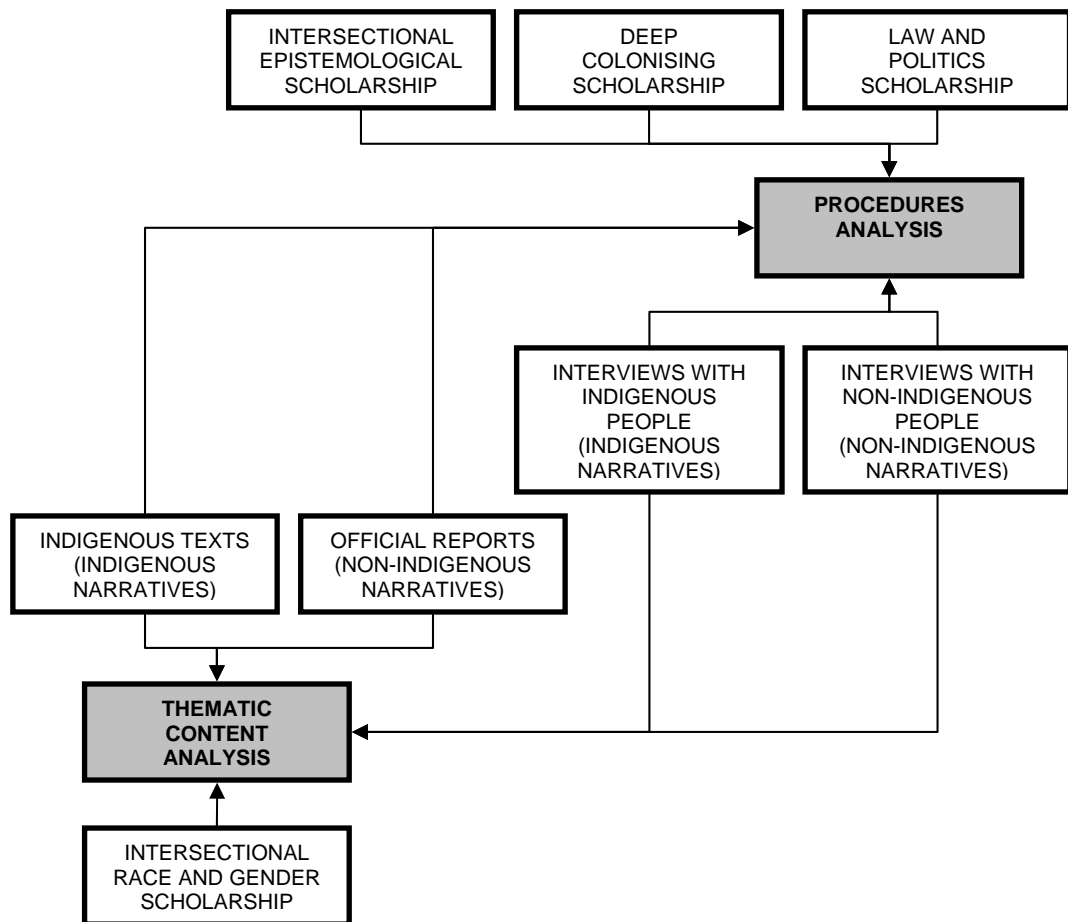 INTERSECTIONAL
EPISTEMOLOGICAL
SCHOLARSHIP
DEEP
COLONISING
SCHOLARSHIP
LAW AND
POLITICS
SCHOLARSHIP
PROCEDURES
ANALYSIS
INTERVIEWS WITH
INDIGENOUS
PEOPLE
(INDIGENOUS
NARRATIVES)
INTERVIEWS WITH
NON-INDIGENOUS
PEOPLE
(NON-INDIGENOUS
NARRATIVES)
INDIGENOUS TEXTS
(INDIGENOUS
NARRATIVES)
OFFICIAL REPORTS
(NON-INDIGENOUS
NARRATIVES)
THEMATIC
CONTENT
ANALYSIS
INTERSECTIONAL
RACE AND GENDER
SCHOLARSHIP